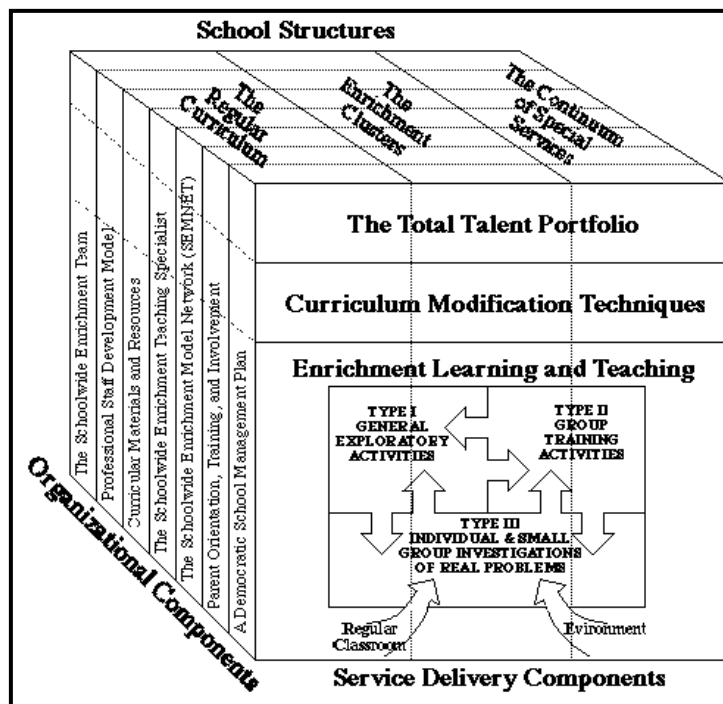 School Structures
The
Regular
Curriculum
The
Enrichment
Clusters
The Continuum
of Special
Services
The Total Talent Portfolio
Curriculum Modification Techniques
Enrichment Learning and Teaching
TYPE I
GENERAL
EXPLORATORY
ACTIVITIES
TYPE II
GROUP
TRAINING
ACTIVITIES
TYPE III
INDIVIDUAL & SMALL
GROUP INVESTIGATIONS
OF REAL PROBLEMS
Regular
Classroom
Evironment
Service Delivery Components
The Schoolwide Enrichment Team
Professional Staff Development Model
Curricular Materials and Resources
The Schoolwide Enrichment Teaching Specialist
The Schoolwide Enrichment Model Network (SEMNET)
Parent Orientation, Training, and Involvement
A Democratic School Management Plan
Organizational Components